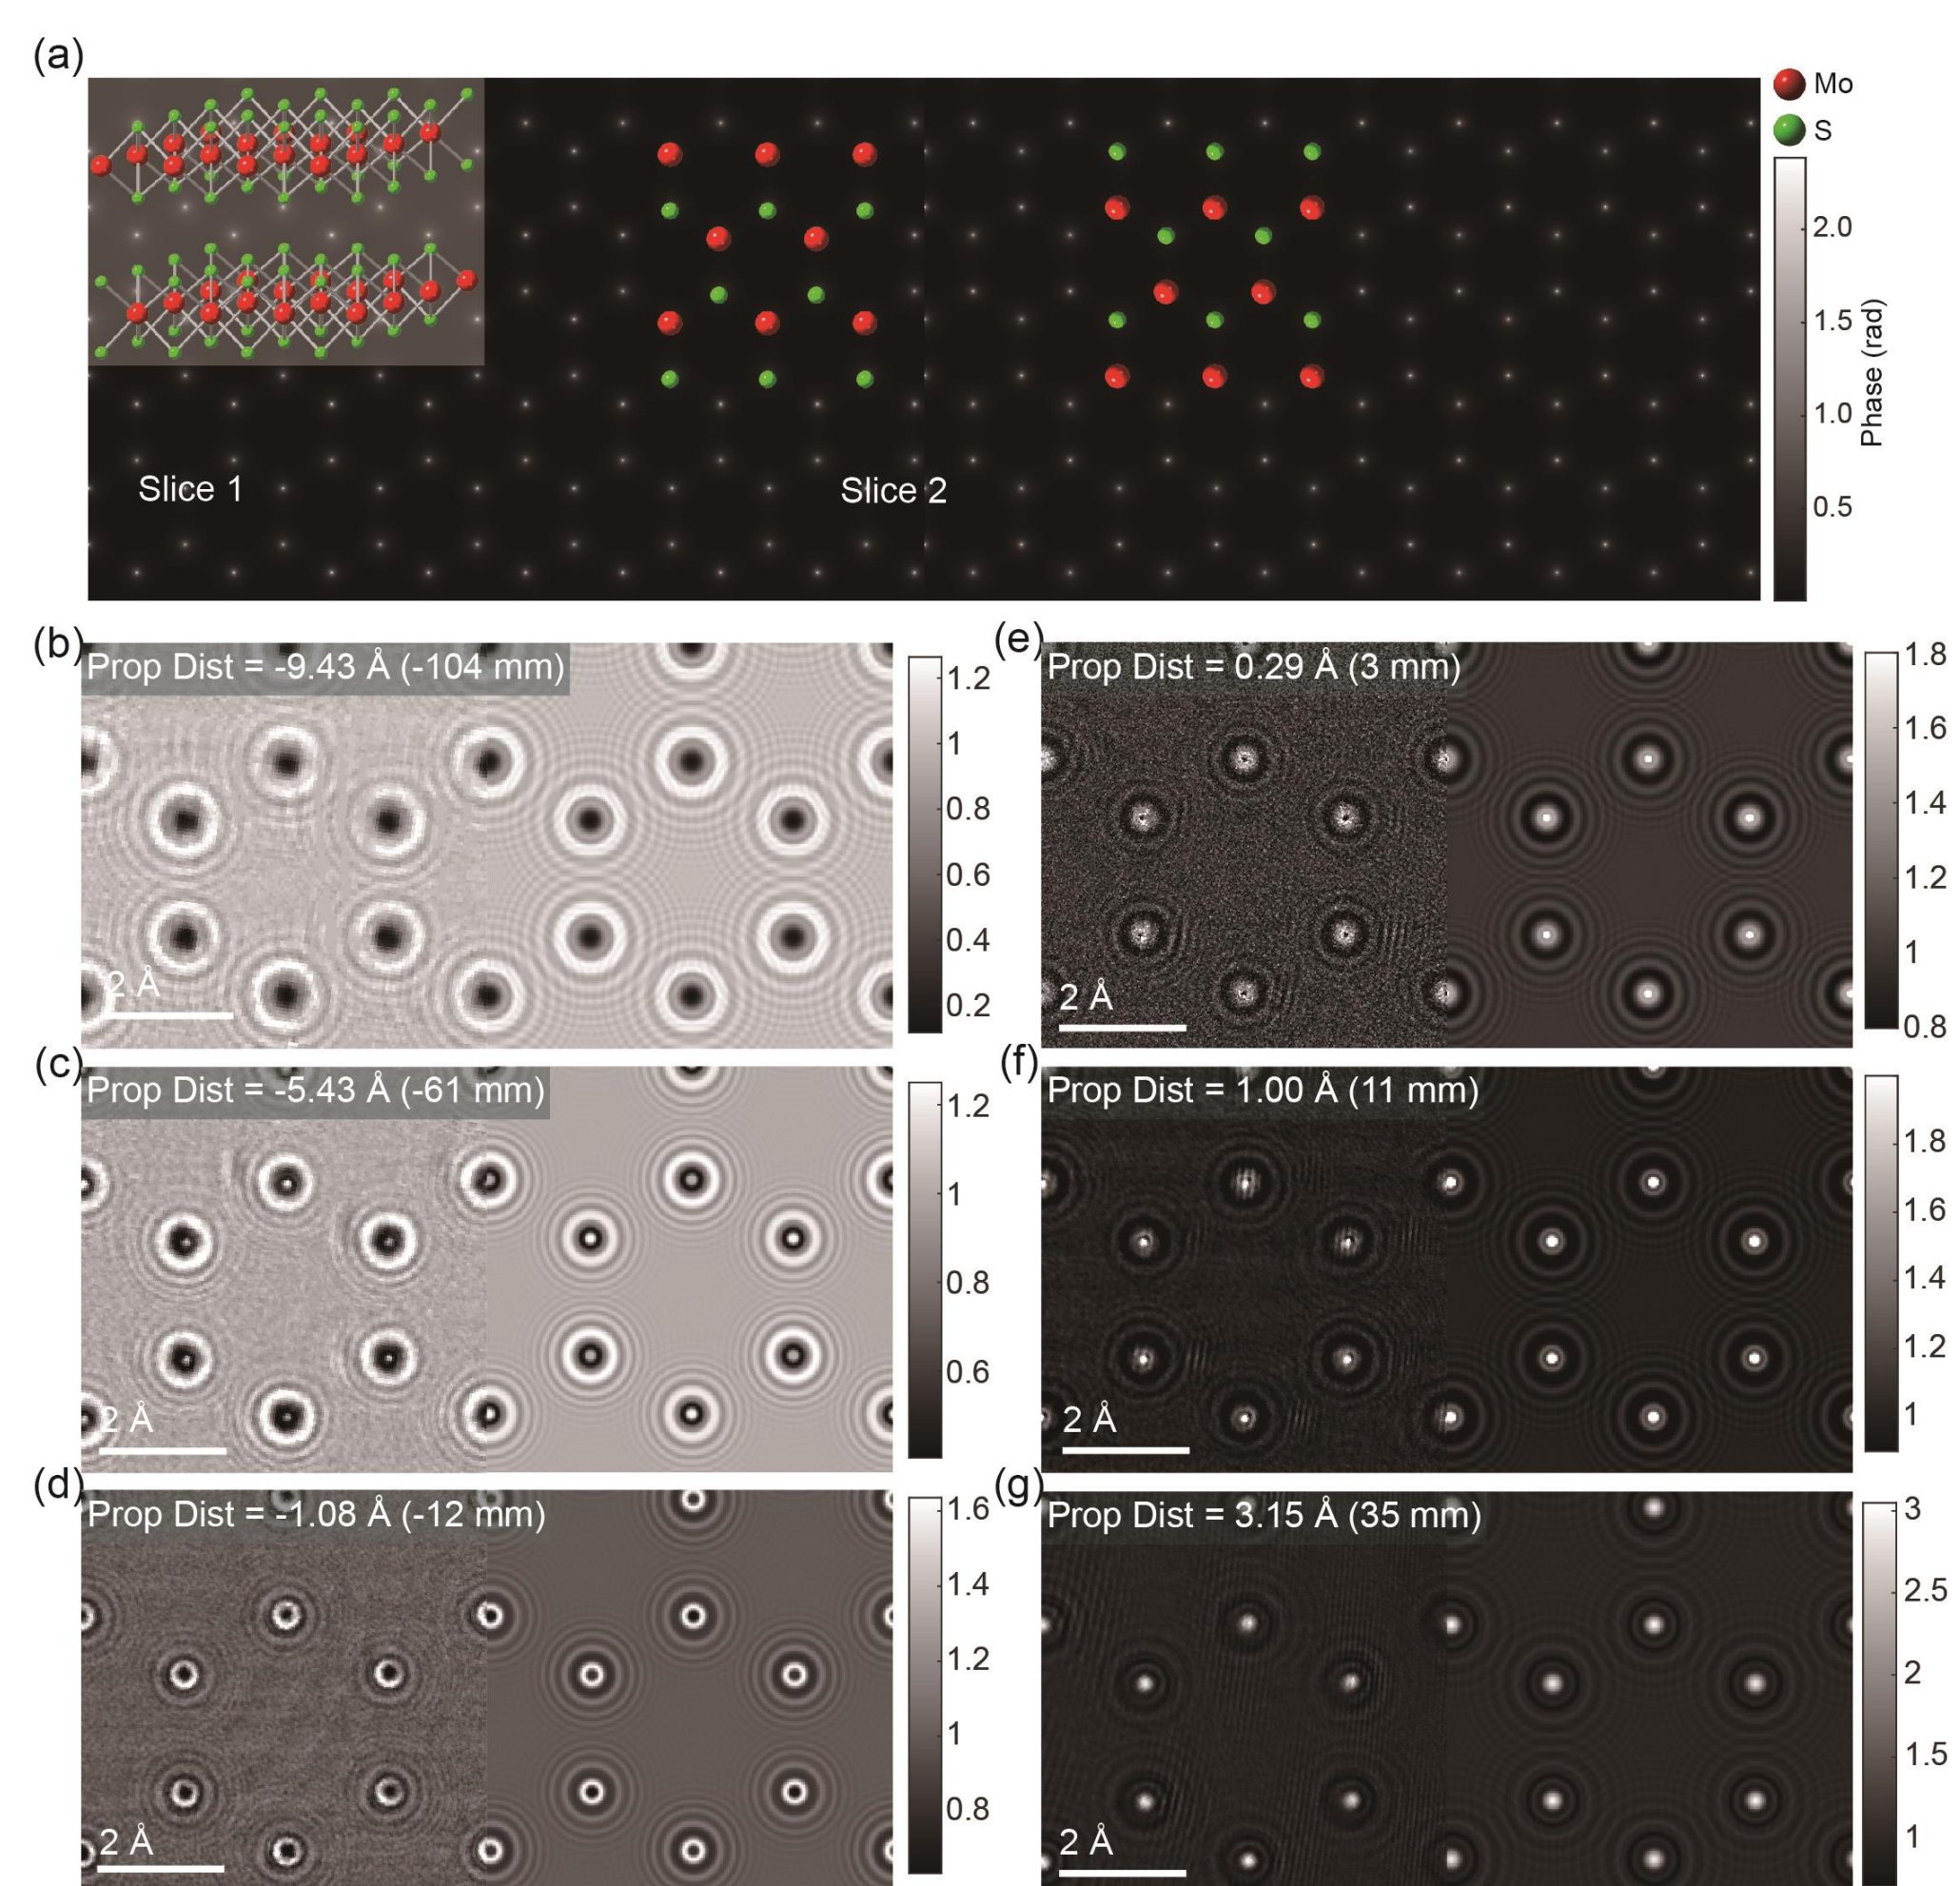 (a)
Mo
S
2.0
1.5
1.0
0.5
Phase (rad)
Slice 1
Slice 2
(b)
Prop Dist = -9.43 Å (-104 mm)
2 Å
1.2
1
0.8
0.6
0.4
0.2
(c)
Prop Dist = -5.43 Å (-61 mm)
2 Å
1.2
1
0.8
0.6
(d)
Prop Dist = -1.08 Å (-12 mm)
2 Å
1.6
1.4
1.2
1
0.8
(e)
Prop Dist = 0.29 Å (3 mm)
2 Å
1.8
1.6
1.4
1.2
1
0.8
(f)
Prop Dist = 1.00 Å (11 mm)
2 Å
1.8
1.6
1.4
1.2
1
(g)
Prop Dist = 3.15 Å (35 mm)
2 Å
3
2.5
2
1.5
1